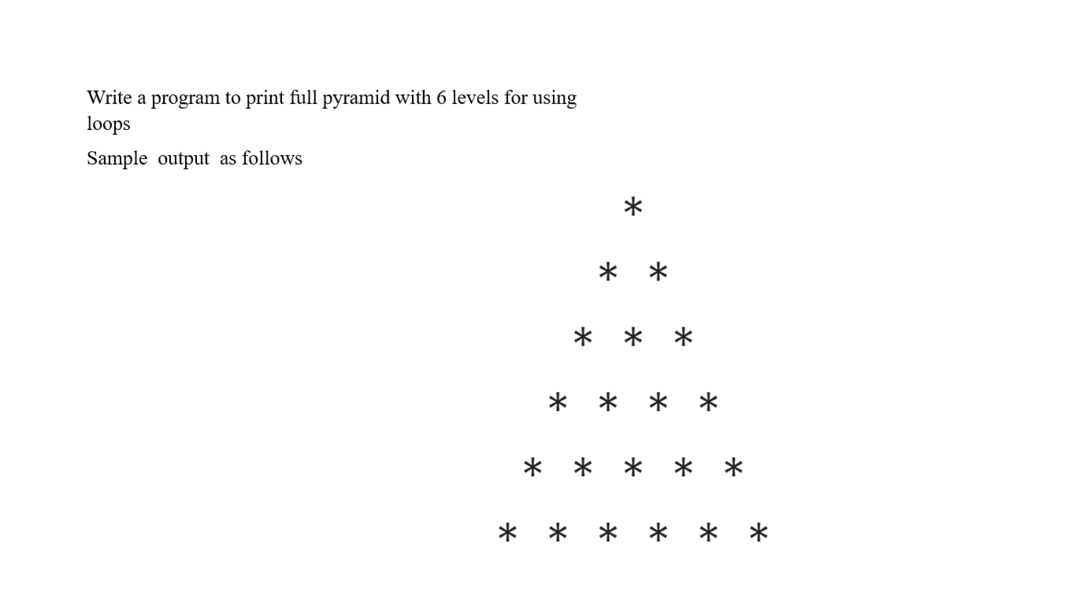 Write a program to print full pyramid with 6 levels for using
loops
Sample  output  as follows
*
* *
* * *
* * * *
* * * * *
* * * * * *